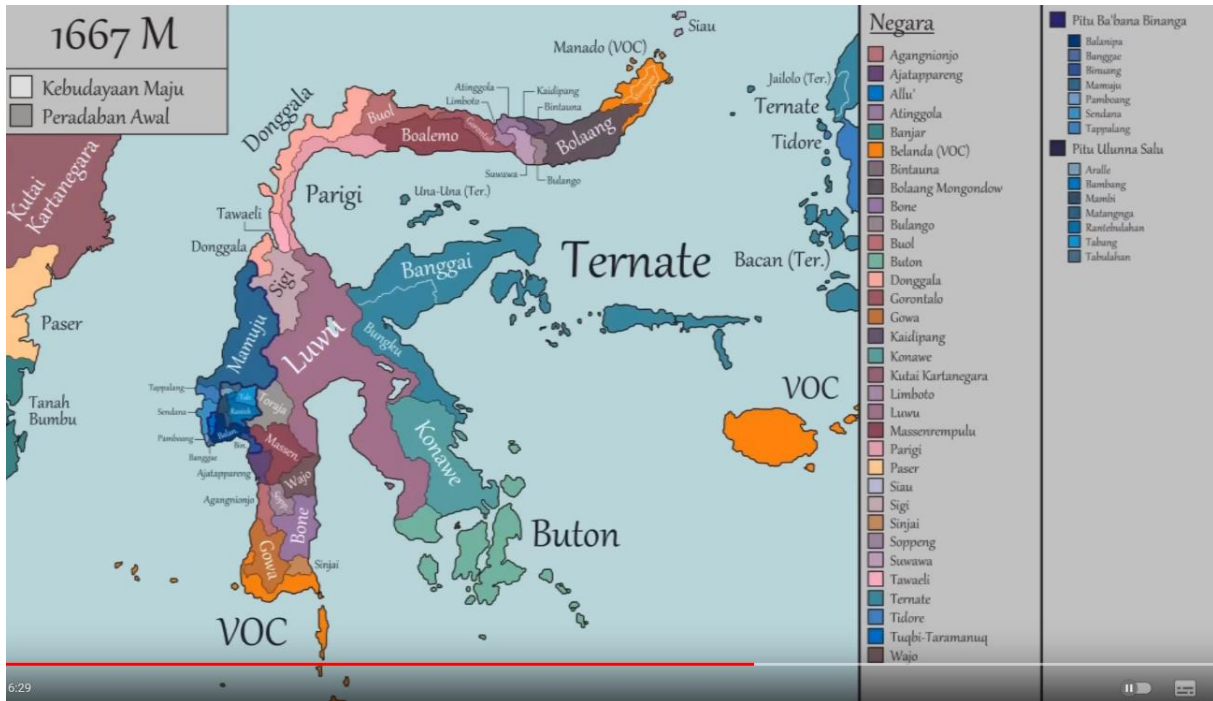 1667 M
Kebudayaan Maju
Peradaban Awal
Siau
Manado (VOC)
Jailolo (Ter.)
Ternate
Tidore
Atinggola
Kaidipang
Limboto
Bintauna
Donggala
Buol
Boalemo
Gorontalo
Bolaang
Suwawa
Bulango
Kutai
Kartanegara
Parigi
Una-Una (Ter.)
Tawaeli
Donggala
Sigi
Banggai
Ternate
Bacan (Ter.)
Paser
Mamuju
Luwu
Bungku
Tanah
Bumbu
Tappalang
Sendana
Pamboang
Banggae
Tab.
Balan.
Bin.
Toraja
Massen.
Ajatappareng
Wajo
Konawe
VOC
Agangnionjo
Sopp.
Bone
Gowa
Sinjai
Buton
VOC
6:29
Negara
Agangnionjo
Ajatappareng
Allu'
Atinggola
Banjar
Belanda (VOC)
Bintauna
Bolaang Mongondow
Bone
Bulango
Buol
Buton
Donggala
Gorontalo
Gowa
Kaidipang
Konawe
Kutai Kartanegara
Limboto
Luwu
Massenrempulu
Parigi
Paser
Siau
Sigi
Sinjai
Soppeng
Suwawa
Tawaeli
Ternate
Tidore
Tuqbi-Taramanuq
Wajo
Pitu Ba'bana Binanga
Balanipa
Banggae
Binuang
Mamuju
Pamboang
Sendana
Tappalang
Pitu Ulunna Salu
Aralle
Bambang
Mambi
Matangnga
Rantebulahan
Tabang
Tabulahan